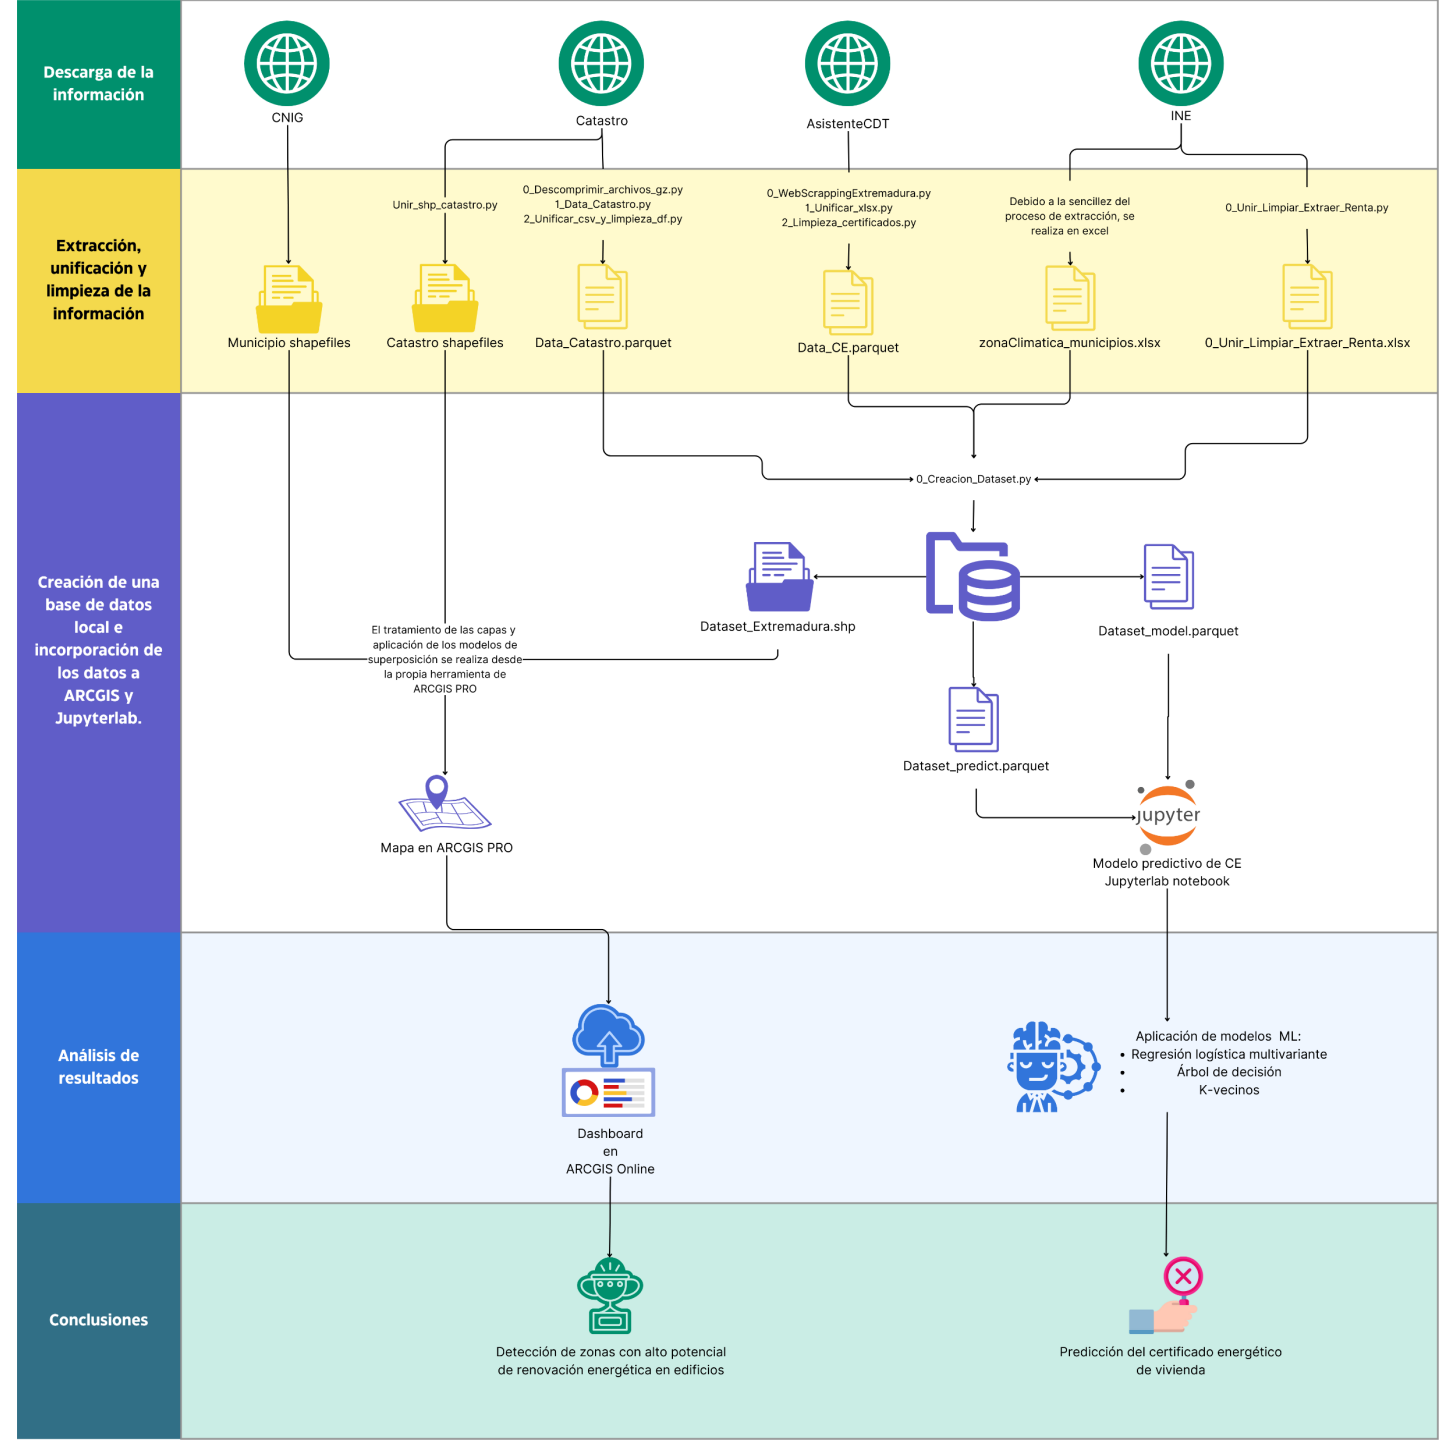 Descarga de la
información
CNIG
Catastro
AsistenteCDT
INE
Extracción,
unificación y
limpieza de la
información
Unir_shp_catastro.py
0_Descomprimir_archivos_gz.py
1_Data_Catastro.py
2_Unificar_csv_y_limpieza_df.py
0_WebScrappingExtremadura.py
1_Unificar_xlsx.py
2_Limpieza_certificados.py
Debido a la sencillez del
proceso de extracción, se
realiza en excel
0_Unir_Limpiar_Extraer_Renta.py
Municipio shapefiles
Catastro shapefiles
Data_Catastro.parquet
Data_CE.parquet
zonaClimatica_municipios.xlsx
0_Unir_Limpiar_Extraer_Renta.xlsx
Creación de una
base de datos
local e
incorporación de
los datos a
ARCGIS y
Jupyterlab.
0_Creacion_Dataset.py
Dataset_Extremadura.shp
Dataset_model.parquet
El tratamiento de las capas y
aplicación de los modelos de
superposición se realiza desde
la propia herramienta de
ARCGIS PRO
Dataset_predict.parquet
jupyter
Mapa en ARCGIS PRO
Modelo predictivo de CE
Jupyterlab notebook
Análisis de
resultados
Dashboard
en
ARCGIS Online
Aplicación de modelos ML:
• Regresión logística multivariante
• Árbol de decisión
• K-vecinos
Conclusiones
Detección de zonas con alto potencial
de renovación energética en edificios
Predicción del certificado energético
de vivienda